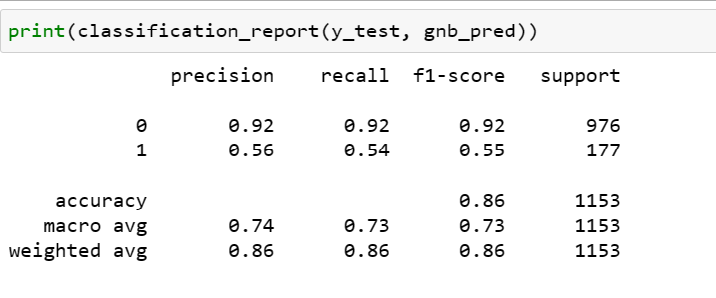 print(classification_report(y_test, gnb_pred))
precision recall f1-score support
0 0.92 0.92 0.92 976
1 0.56 0.54 0.55 177
accuracy 0.86 1153
macro avg 0.74 0.73 0.73 1153
weighted avg 0.86 0.86 0.86 1153